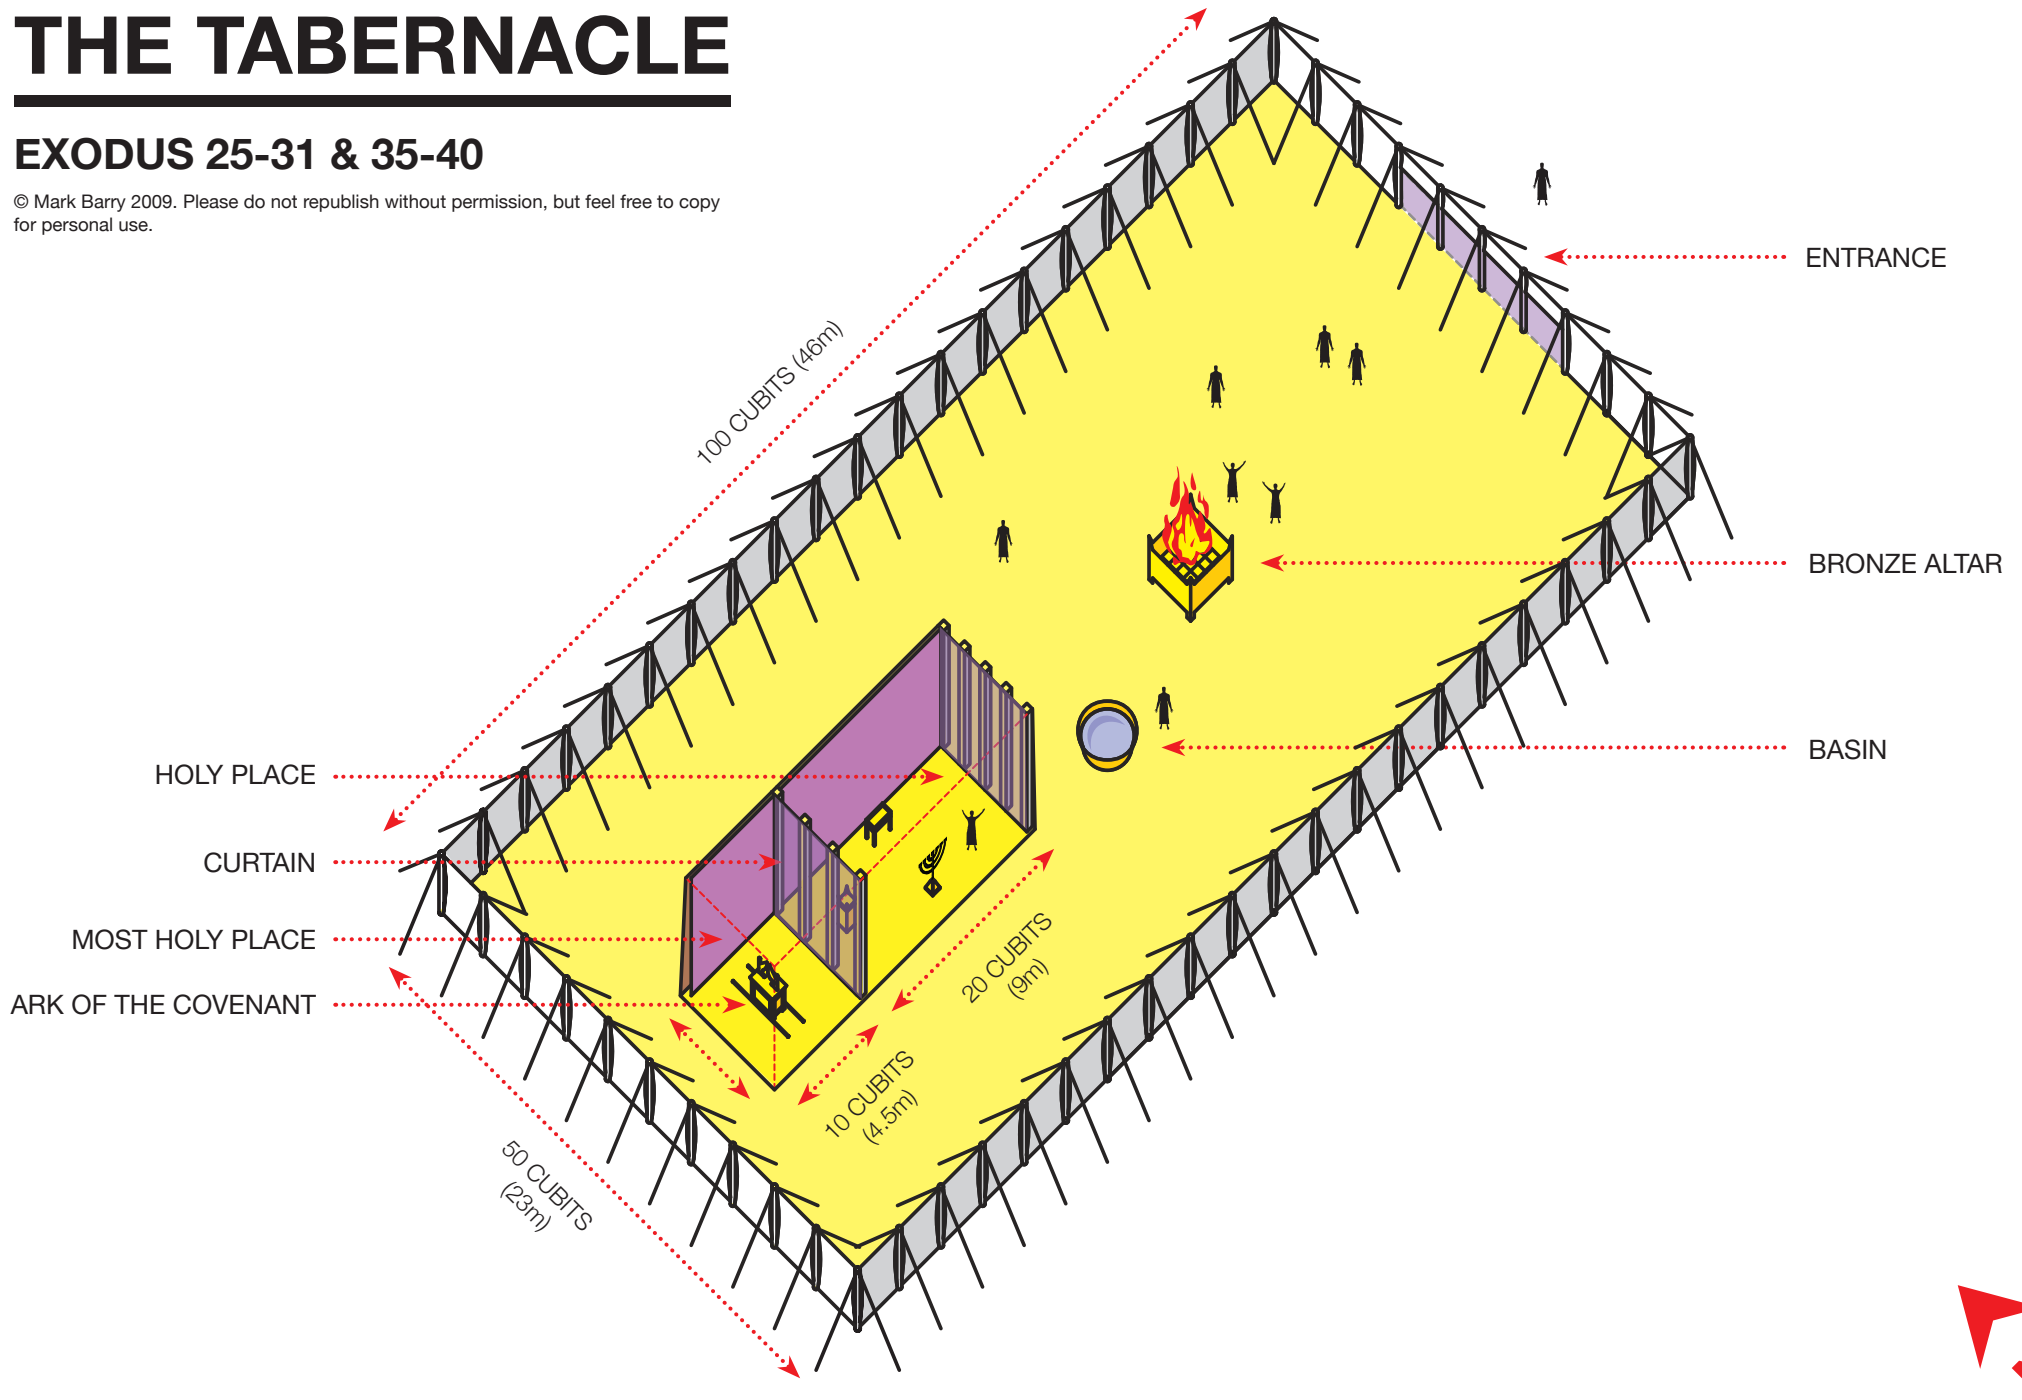 THE TABERNACLE
EXODUS 25-31 & 35-40
© Mark Barry 2009. Please do not republish without permission, but feel free to copy
for personal use.
ENTRANCE
100 CUBITS (46m)
BRONZE ALTAR
BASIN
HOLY PLACE
CURTAIN
MOST HOLY PLACE
ARK OF THE COVENANT
20 CUBITS
(9m)
10 CUBITS
(4.5m)
50 CUBITS
(23m)